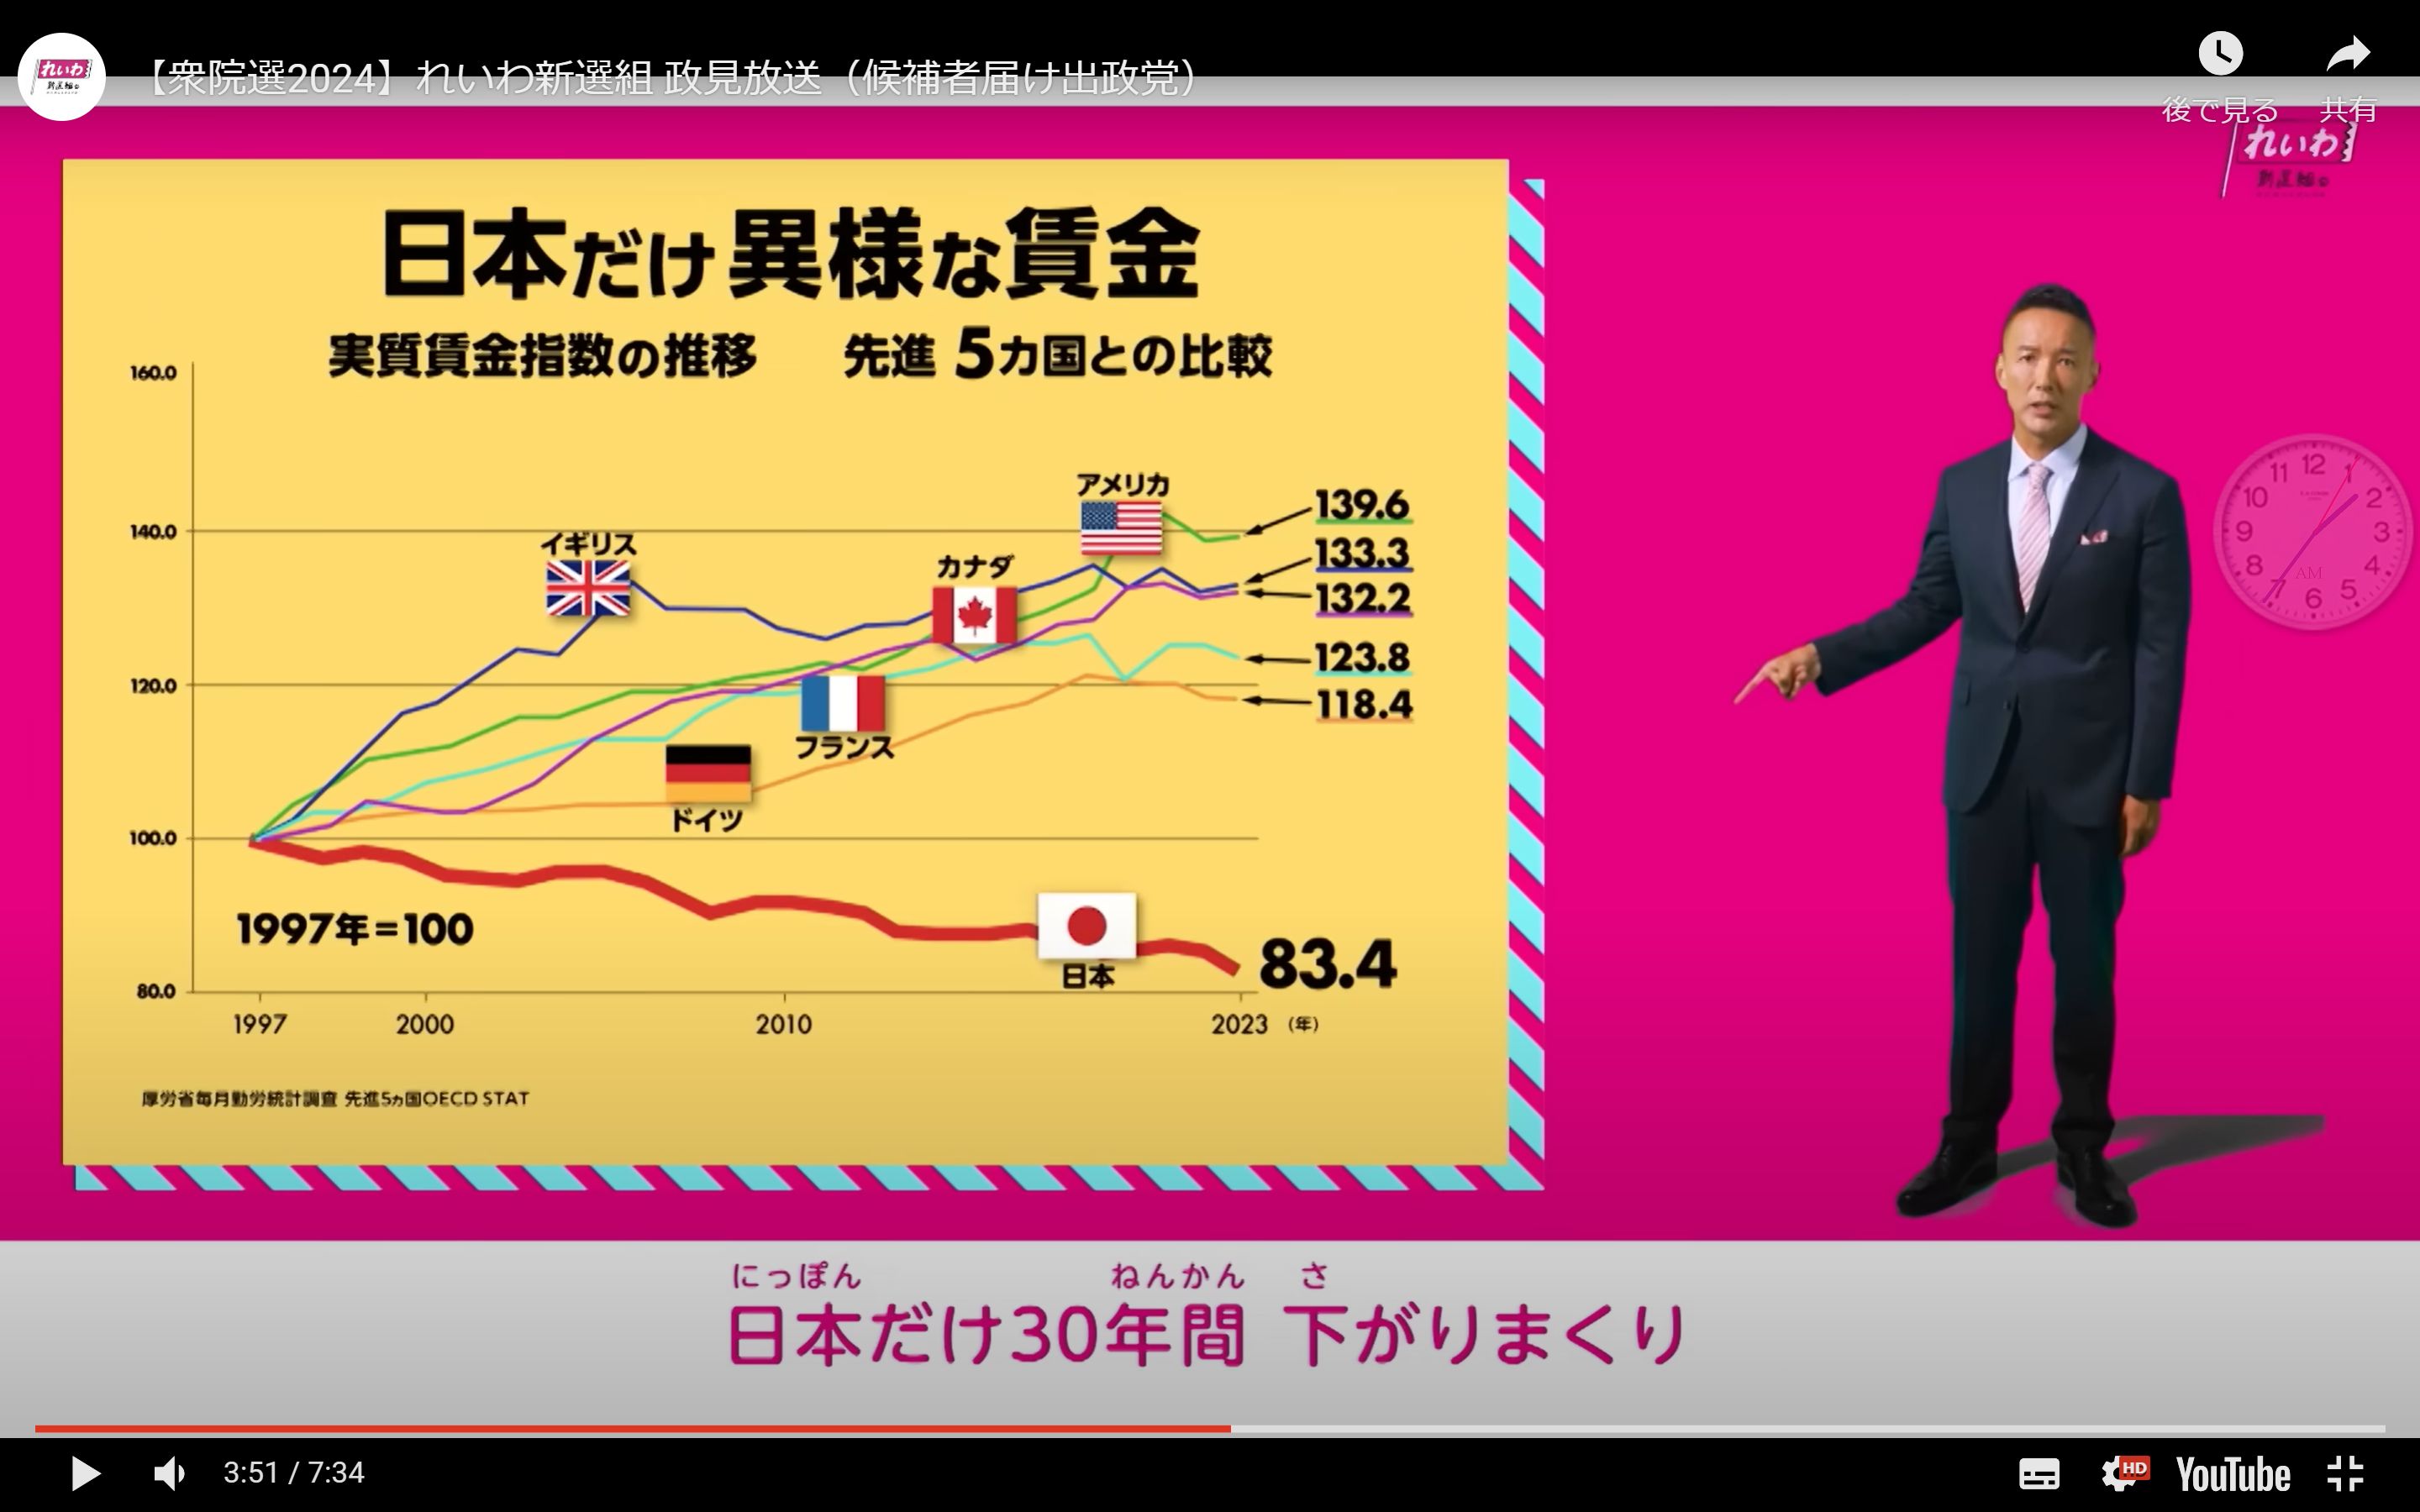 【衆院選2024】れいわ新選組 政見放送（候補者届け出政党）
後で見る
共有
れいわ
新選組
れいわ
新選組
日本だけ異様な賃金
実質賃金指数の推移 先進5カ国との比較
160.0
140.0
120.0
100.0
80.0
アメリカ
イギリス
カナダ
フランス
ドイツ
日本
139.6
133.3
132.2
123.8
118.4
83.4
1997年=100
1997 2000 2010 2023 (年)
厚労省毎月勤労統計調査 先進5ヵ国OECD STAT
12
1
2
3
4
5
6
7
8
9
10
11
AM
にっぽん ねんかん さ
日本だけ30年間 下がりまくり
3:51 / 7:34
HD
YouTube